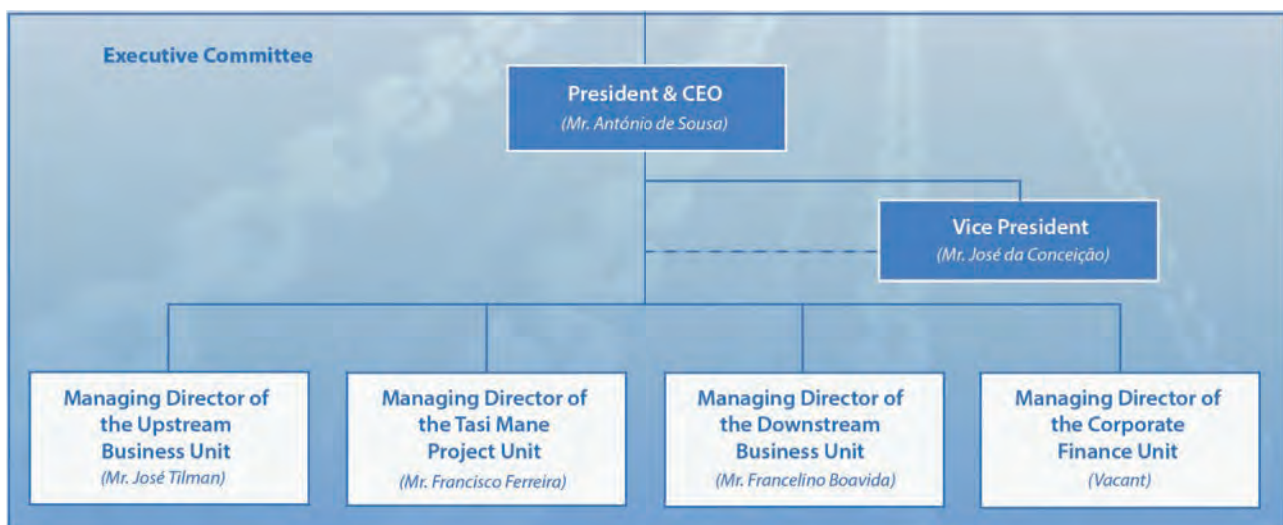 Executive Committee
President & CEO
(Mr. António de Sousa)
Vice President
(Mr. José da Conceição)
Managing Director of
the Upstream
Business Unit
(Mr. José Tilman)
Managing Director of
the Tasi Mane
Project Unit
(Mr. Francisco Ferreira)
Managing Director of
the Downstream
Business Unit
(Mr. Francelino Boavida)
Managing Director of
the Corporate
Finance Unit
(Vacant)